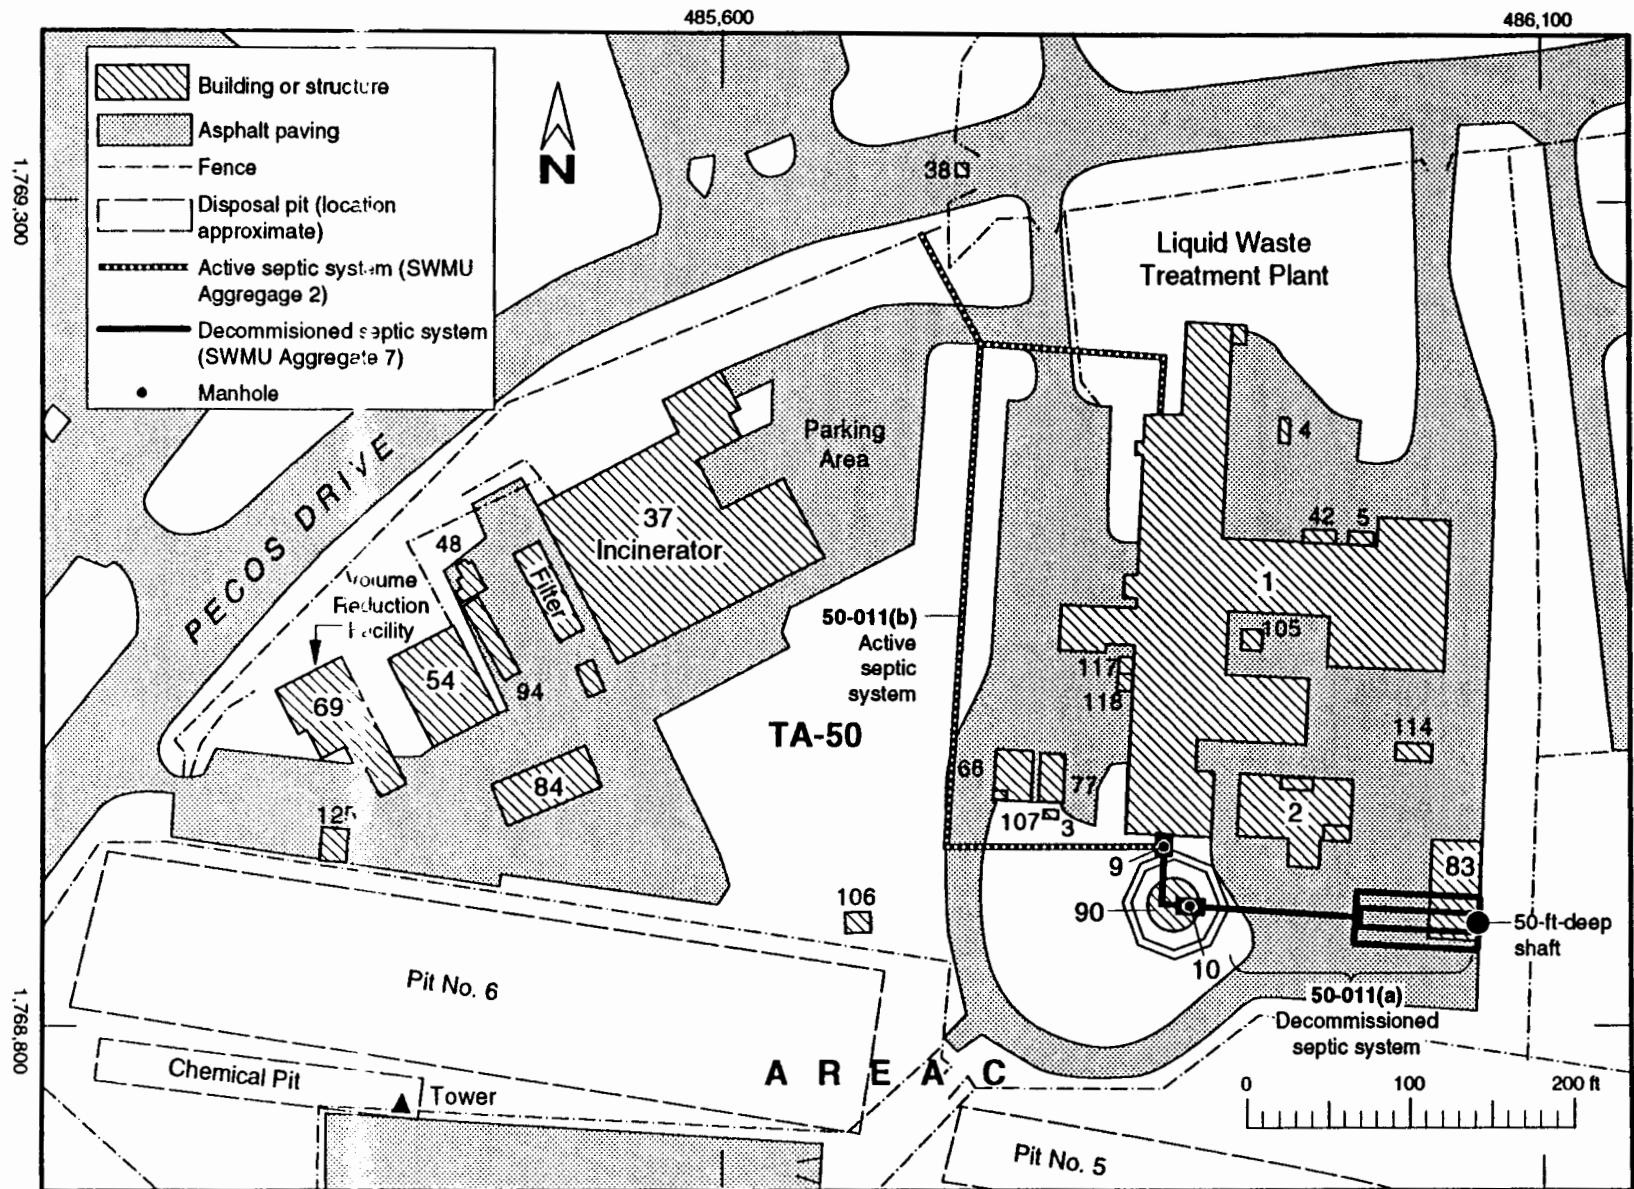 485,600
486,100
1,769,300
1,768,800
Building or structure
Asphalt paving
Fence
Disposal pit (location
approximate)
Active septic system (SWMU
Aggregage 2)
Decommisioned septic system
(SWMU Aggregate 7)
Manhole
N
38
Liquid Waste
Treatment Plant
PECOS DRIVE
Parking
Area
4
37
Incinerator
42
5
48
Filter
Volume
Reduction
Facility
1
50-011(b)
Active
septic
system
105
117
118
54
94
69
TA-50
114
66
77
84
107
3
2
125
9
83
106
90
10
50-ft-deep
shaft
Pit No. 6
50-011(a)
Decommissioned
septic system
Chemical Pit
Tower
AREA C
0 100 200 ft
Pit No. 5